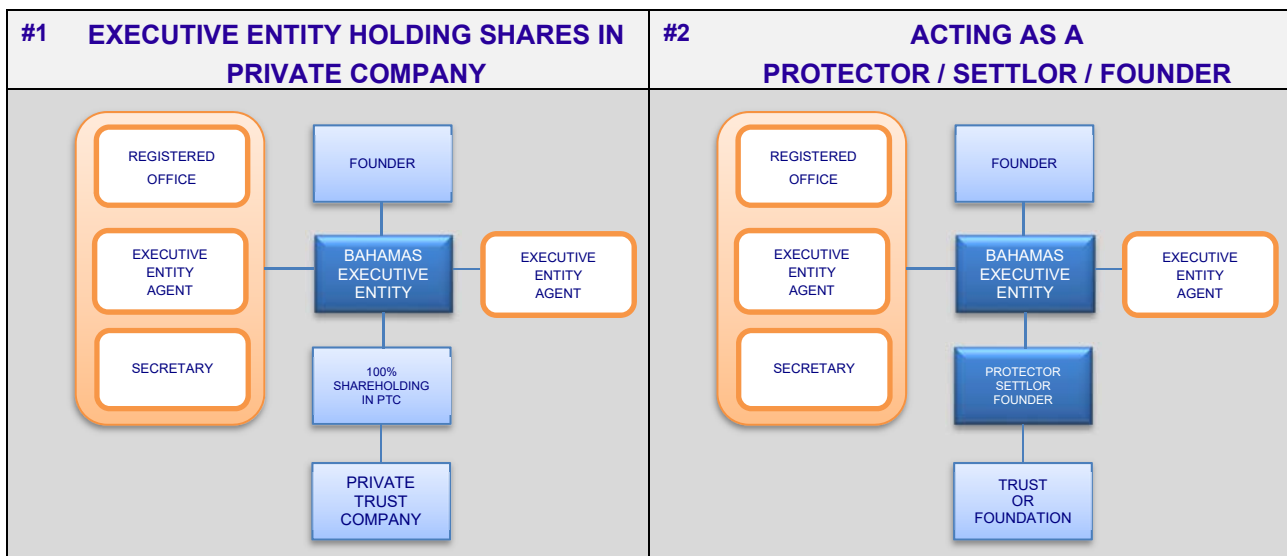 #1
EXECUTIVE ENTITY HOLDING SHARES IN
PRIVATE COMPANY
REGISTERED
OFFICE
EXECUTIVE
ENTITY
AGENT
SECRETARY
FOUNDER
BAHAMAS
EXECUTIVE
ENTITY
EXECUTIVE
ENTITY
AGENT
100%
SHAREHOLDING
IN PTC
PRIVATE
TRUST
COMPANY
#2
ACTING AS A
PROTECTOR / SETTLOR / FOUNDER
REGISTERED
OFFICE
EXECUTIVE
ENTITY
AGENT
SECRETARY
FOUNDER
BAHAMAS
EXECUTIVE
ENTITY
EXECUTIVE
ENTITY
AGENT
PROTECTOR
SETTLOR
FOUNDER
TRUST
OR
FOUNDATION